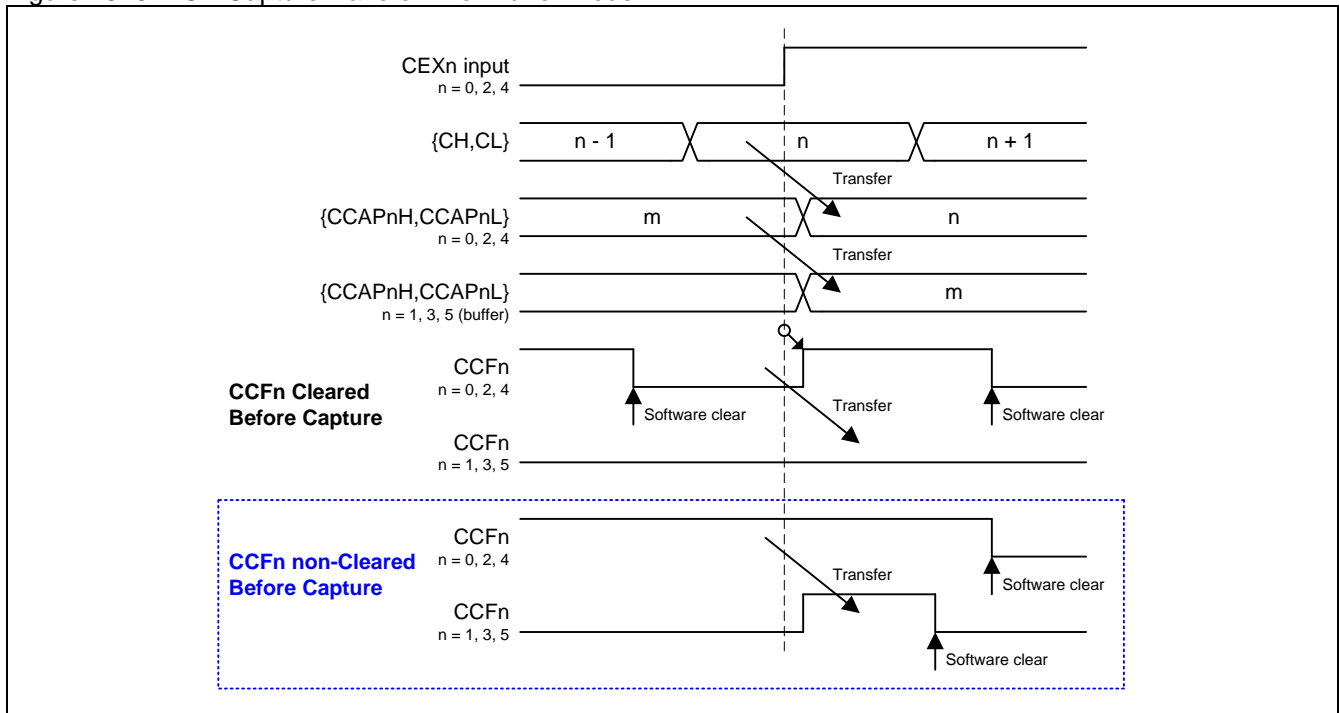 CEXn input
n = 0, 2, 4
{CH,CL}
n - 1
n
n + 1
Transfer
{CCAPnH,CCAPnL}
n = 0, 2, 4
m
n
Transfer
{CCAPnH,CCAPnL}
n = 1, 3, 5 (buffer)
m
CCFn Cleared
Before Capture
CCFn
n = 0, 2, 4
Software clear
Transfer
Software clear
CCFn
n = 1, 3, 5
CCFn non-Cleared
Before Capture
CCFn
n = 0, 2, 4
Transfer
Software clear
CCFn
n = 1, 3, 5
Software clear